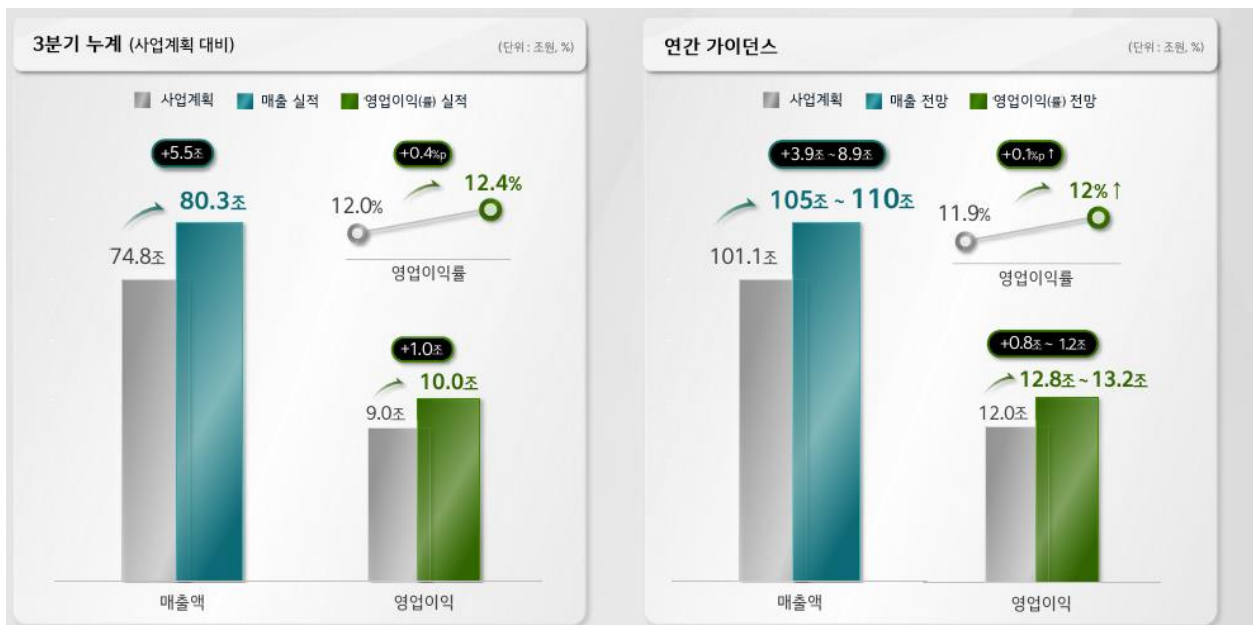 3분기 누계 (사업계획 대비)
(단위 : 조원, %)
사업계획 매출 실적 영업이익(률) 실적
+5.5조
+0.4%p
80.3조
12.4%
12.0%
74.8조
영업이익률
+1.0조
10.0조
9.0조
매출액
영업이익
연간 가이던스
(단위 : 조원, %)
사업계획 매출 전망 영업이익(률) 전망
+3.9조 ~ 8.9조
+0.1%p ↑
105조 ~ 110조
12% ↑
11.9%
101.1조
영업이익률
+0.8조 ~ 1.2조
12.8조 ~ 13.2조
12.0조
매출액
영업이익